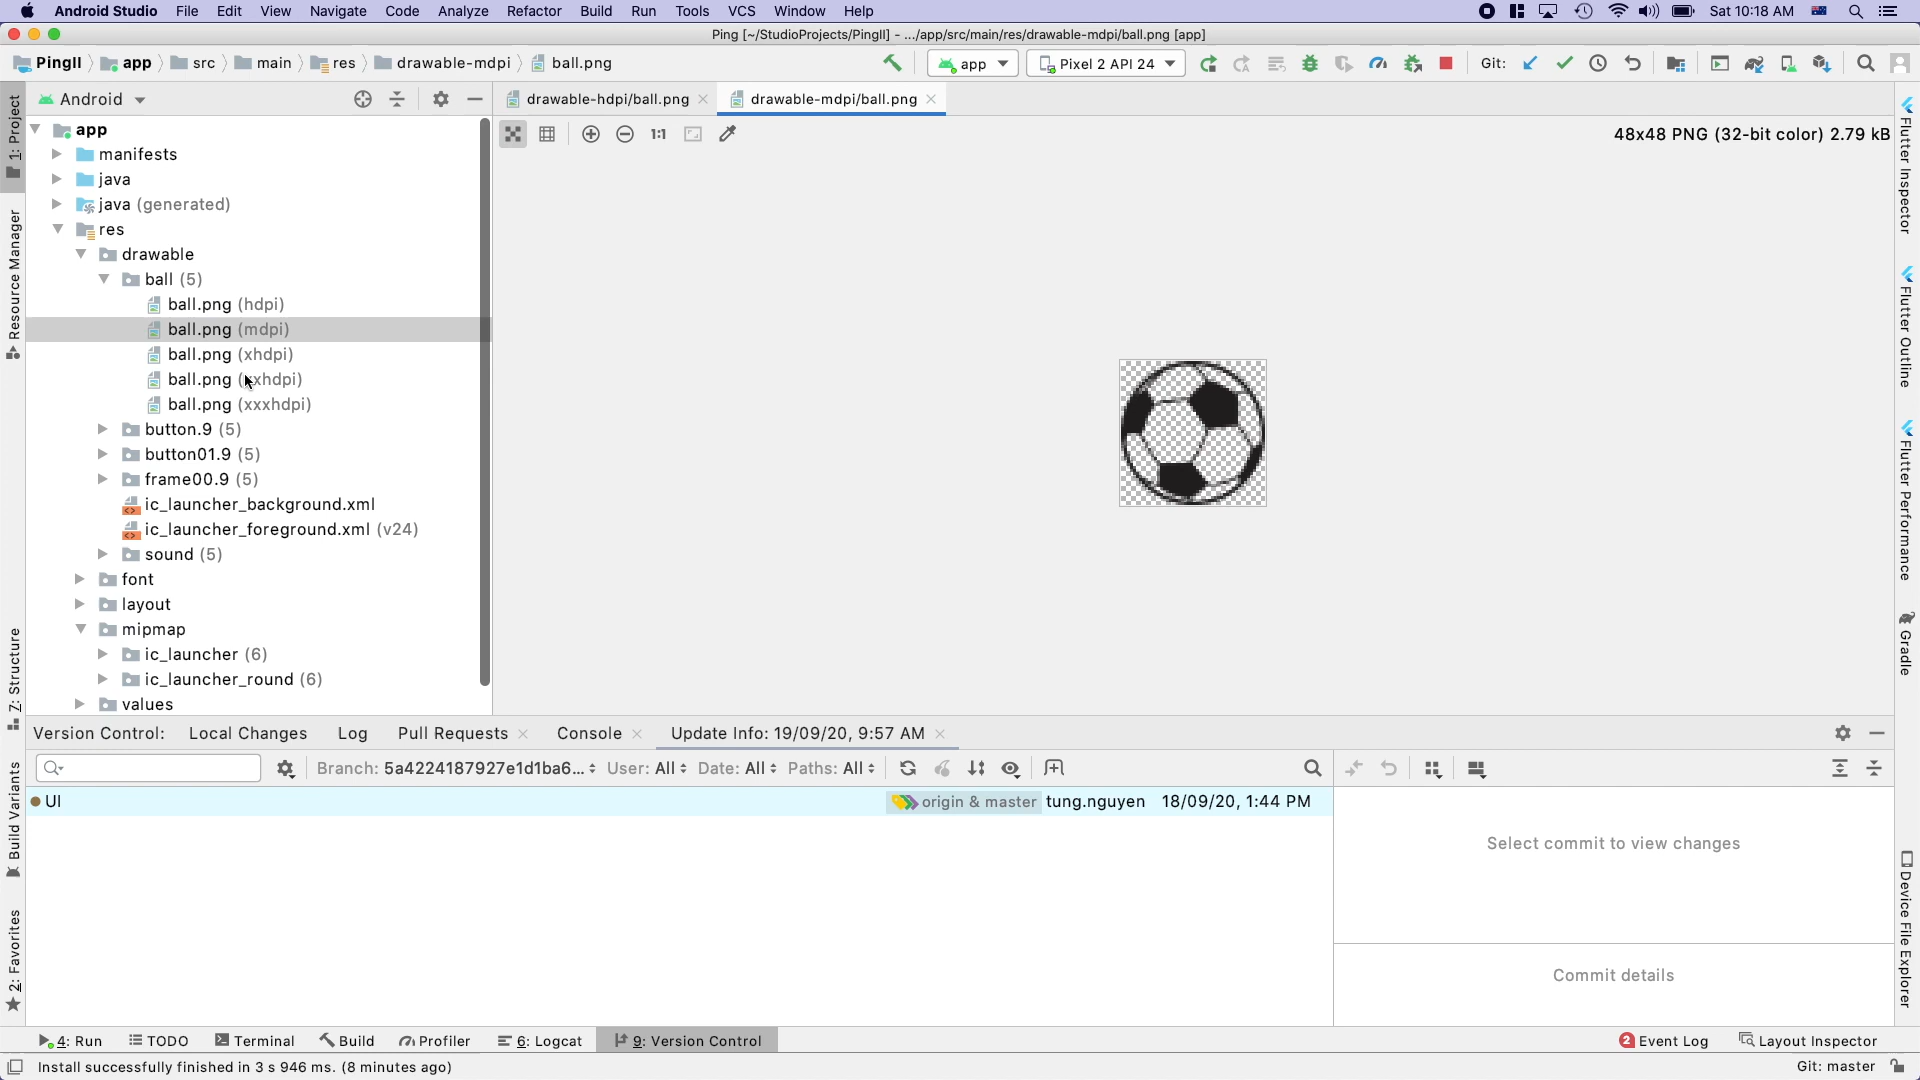 Android Studio File Edit View Navigate Code Analyze Refactor Build Run Tools VCS Window Help Sat 10:18 AM
Ping [~/StudioProjects/PingII] - .../app/src/main/res/drawable-mdpi/ball.png [app]
PingII app src main res drawable-mdpi ball.png app Pixel 2 API 24 Git:
Android drawable-hdpi/ball.png drawable-mdpi/ball.png
1:1 48x48 PNG (32-bit color) 2.79 kB
app
manifests
java
java (generated)
res
drawable
ball (5)
ball.png (hdpi)
ball.png (mdpi)
ball.png (xhdpi)
ball.png
ball.png (xxxhdpi)
button.9 (5)
button01.9 (5)
frame00.9 (5)
ic_launcher_background.xml
ic_launcher_foreground.xml (v24)
sound (5)
font
layout
mipmap
ic_launcher (6)
ic_launcher_round (6)
values
1: Project
Resource Manager
Z: Structure
Build Variants
2: Favorites
Flutter Inspector
Flutter Outline
Flutter Performance
Gradle
Device File Explorer
Version Control: Local Changes Log Pull Requests Console Update Info: 19/09/20, 9:57 AM
Branch: 5a4224187927e1d1ba6... User: All Date: All Paths: All
UI origin & master tung.nguyen 18/09/20, 1:44 PM
Select commit to view changes
Commit details
4: Run TODO Terminal Build Profiler 6: Logcat 9: Version Control 2 Event Log Layout Inspector
Install successfully finished in 3 s 946 ms. (8 minutes ago) Git: master